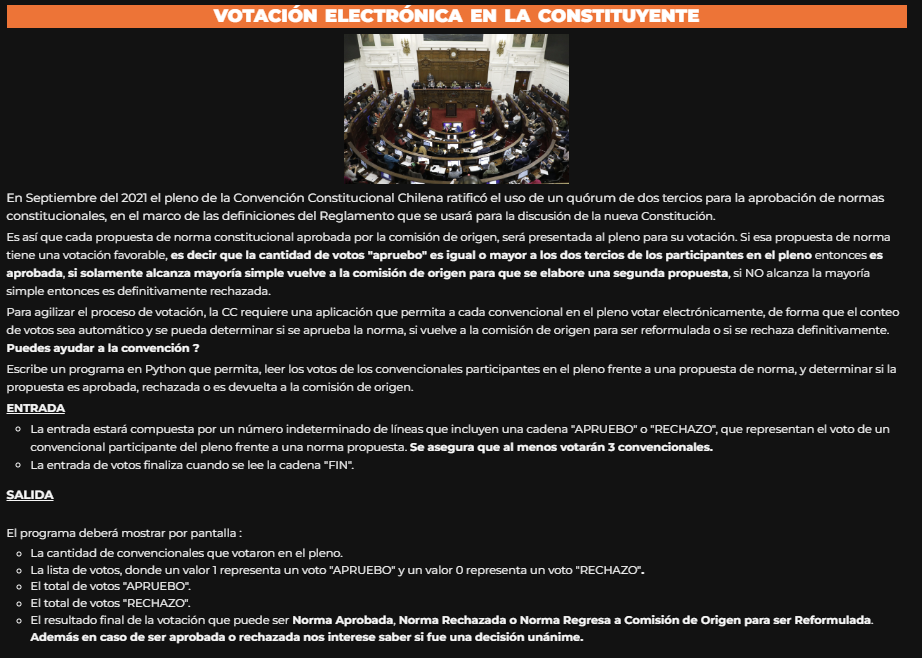 VOTACIÓN ELECTRÓNICA EN LA CONSTITUYENTE
En Septiembre del 2021 el pleno de la Convención Constitucional Chilena ratificó el uso de un quórum de dos tercios para la aprobación de normas
constitucionales, en el marco de las definiciones del Reglamento que se usará para la discusión de la nueva Constitución.
Es así que cada propuesta de norma constitucional aprobada por la comisión de origen, será presentada al pleno para su votación. Si esa propuesta de norma
tiene una votación favorable, es decir que la cantidad de votos "apruebo" es igual o mayor a los dos tercios de los participantes en el pleno entonces es
aprobada, si solamente alcanza mayoría simple vuelve a la comisión de origen para que se elabore una segunda propuesta, si NO alcanza la mayoría
simple entonces es definitivamente rechazada.
Para agilizar el proceso de votación, la CC requiere una aplicación que permita a cada convencional en el pleno votar electrónicamente, de forma que el conteo
de votos sea automático y se pueda determinar si se aprueba la norma, si vuelve a la comisión de origen para ser reformulado o si se rechaza definitivamente.
Puedes ayudar a la convención ?
Escribe un programa en Python que permita, leer los votos de los convencionales participantes en el pleno frente a una propuesta de norma, y determinar si la
propuesta es aprobada, rechazada o es devuelta a la comisión de origen.
ENTRADA
La entrada estará compuesta por un número indeterminado de líneas que incluyen una cadena "APRUEBO" o "RECHAZO", que representan el voto de un
convencional participante del pleno frente a una norma propuesta. Se asegura que al menos votarán 3 convencionales.
La entrada de votos finaliza cuando se lee la cadena "FIN".
SALIDA
El programa deberá mostrar por pantalla :
La cantidad de convencionales que votaron en el pleno.
La lista de votos, donde un valor 1 representa un voto "APRUEBO" y un valor 0 representa un voto "RECHAZO".
El total de votos "APRUEBO".
El total de votos "RECHAZO".
El resultado final de la votación que puede ser Norma Aprobada, Norma Rechazada o Norma Regresa a Comisión de Origen para ser Reformulada.
Además en caso de ser aprobada o rechazada nos interese saber si fue una decisión unánime.